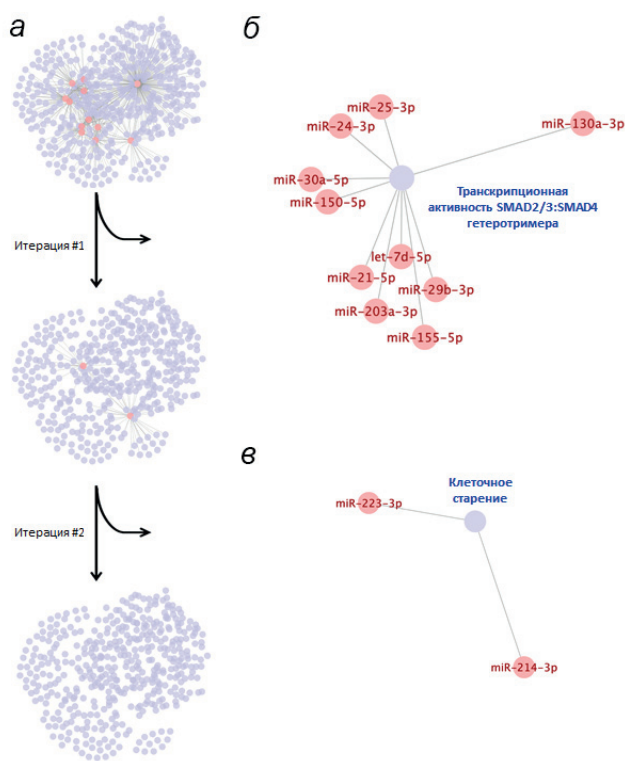 а
Итерация #1
Итерация #2
б
miR-25-3p
miR-24-3p
miR-130a-3p
miR-30a-5p
miR-150-5p
Транскрипционная
активность SMAD2/3:SMAD4
гетеротримера
let-7d-5p
miR-21-5p
miR-29b-3p
miR-203a-3p
miR-155-5p
в
Клеточное
старение
miR-223-3p
miR-214-3p